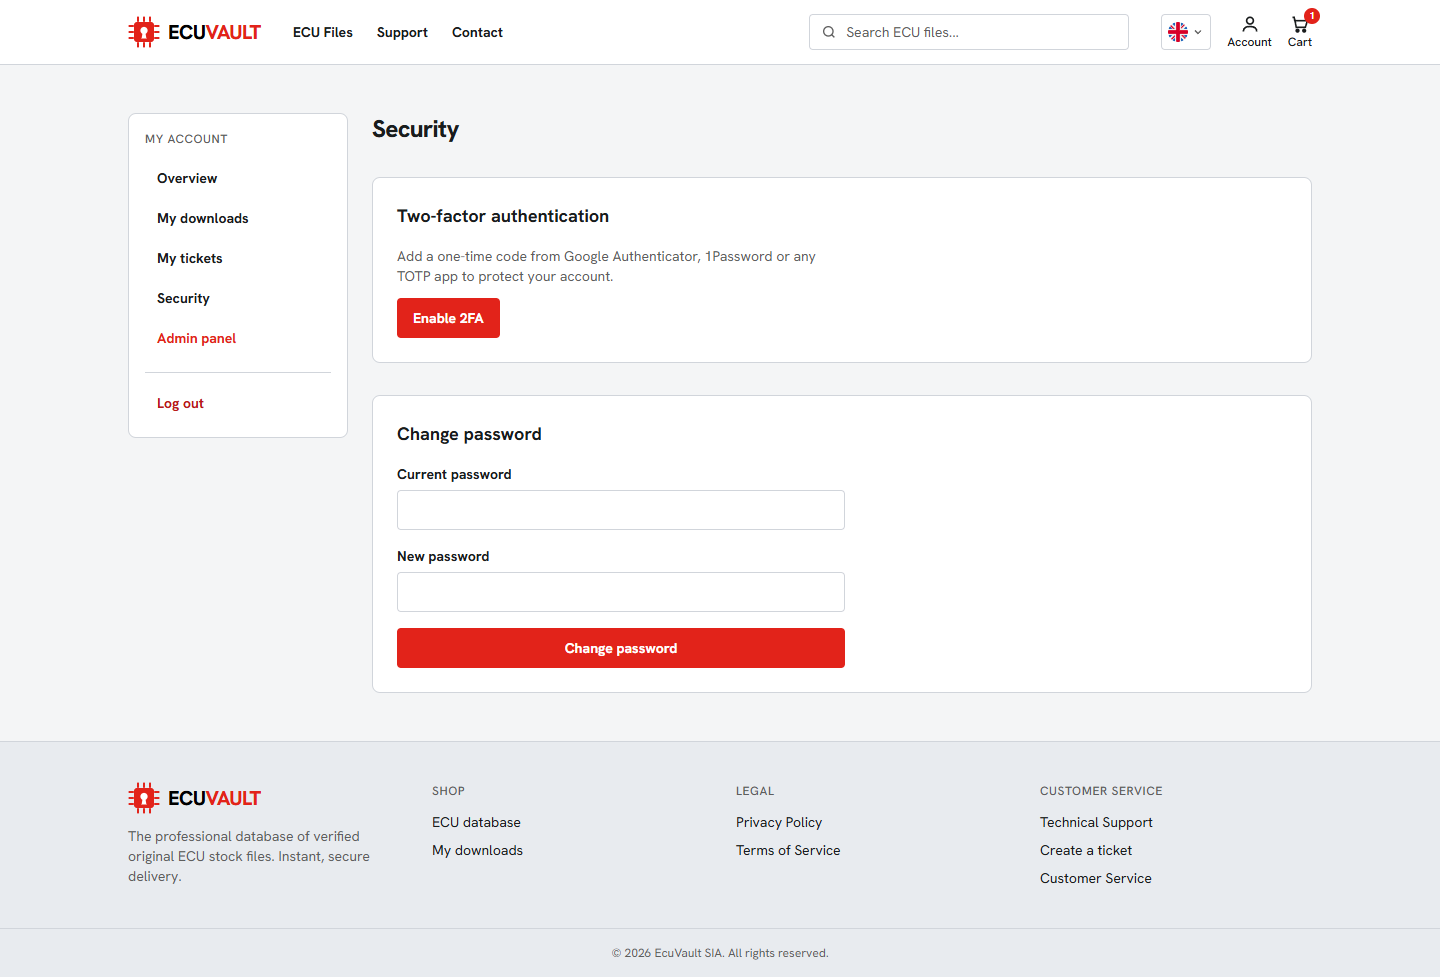 ECUVAULT
ECU Files
Support
Contact
Search ECU files...
Account
1
Cart
MY ACCOUNT
Overview
My downloads
My tickets
Security
Admin panel
Log out
Security
Two-factor authentication
Add a one-time code from Google Authenticator, 1Password or any
TOTP app to protect your account.
Enable 2FA
Change password
Current password
New password
Change password
ECUVAULT
The professional database of verified
original ECU stock files. Instant, secure
delivery.
SHOP
ECU database
My downloads
LEGAL
Privacy Policy
Terms of Service
CUSTOMER SERVICE
Technical Support
Create a ticket
Customer Service
© 2026 EcuVault SIA. All rights reserved.